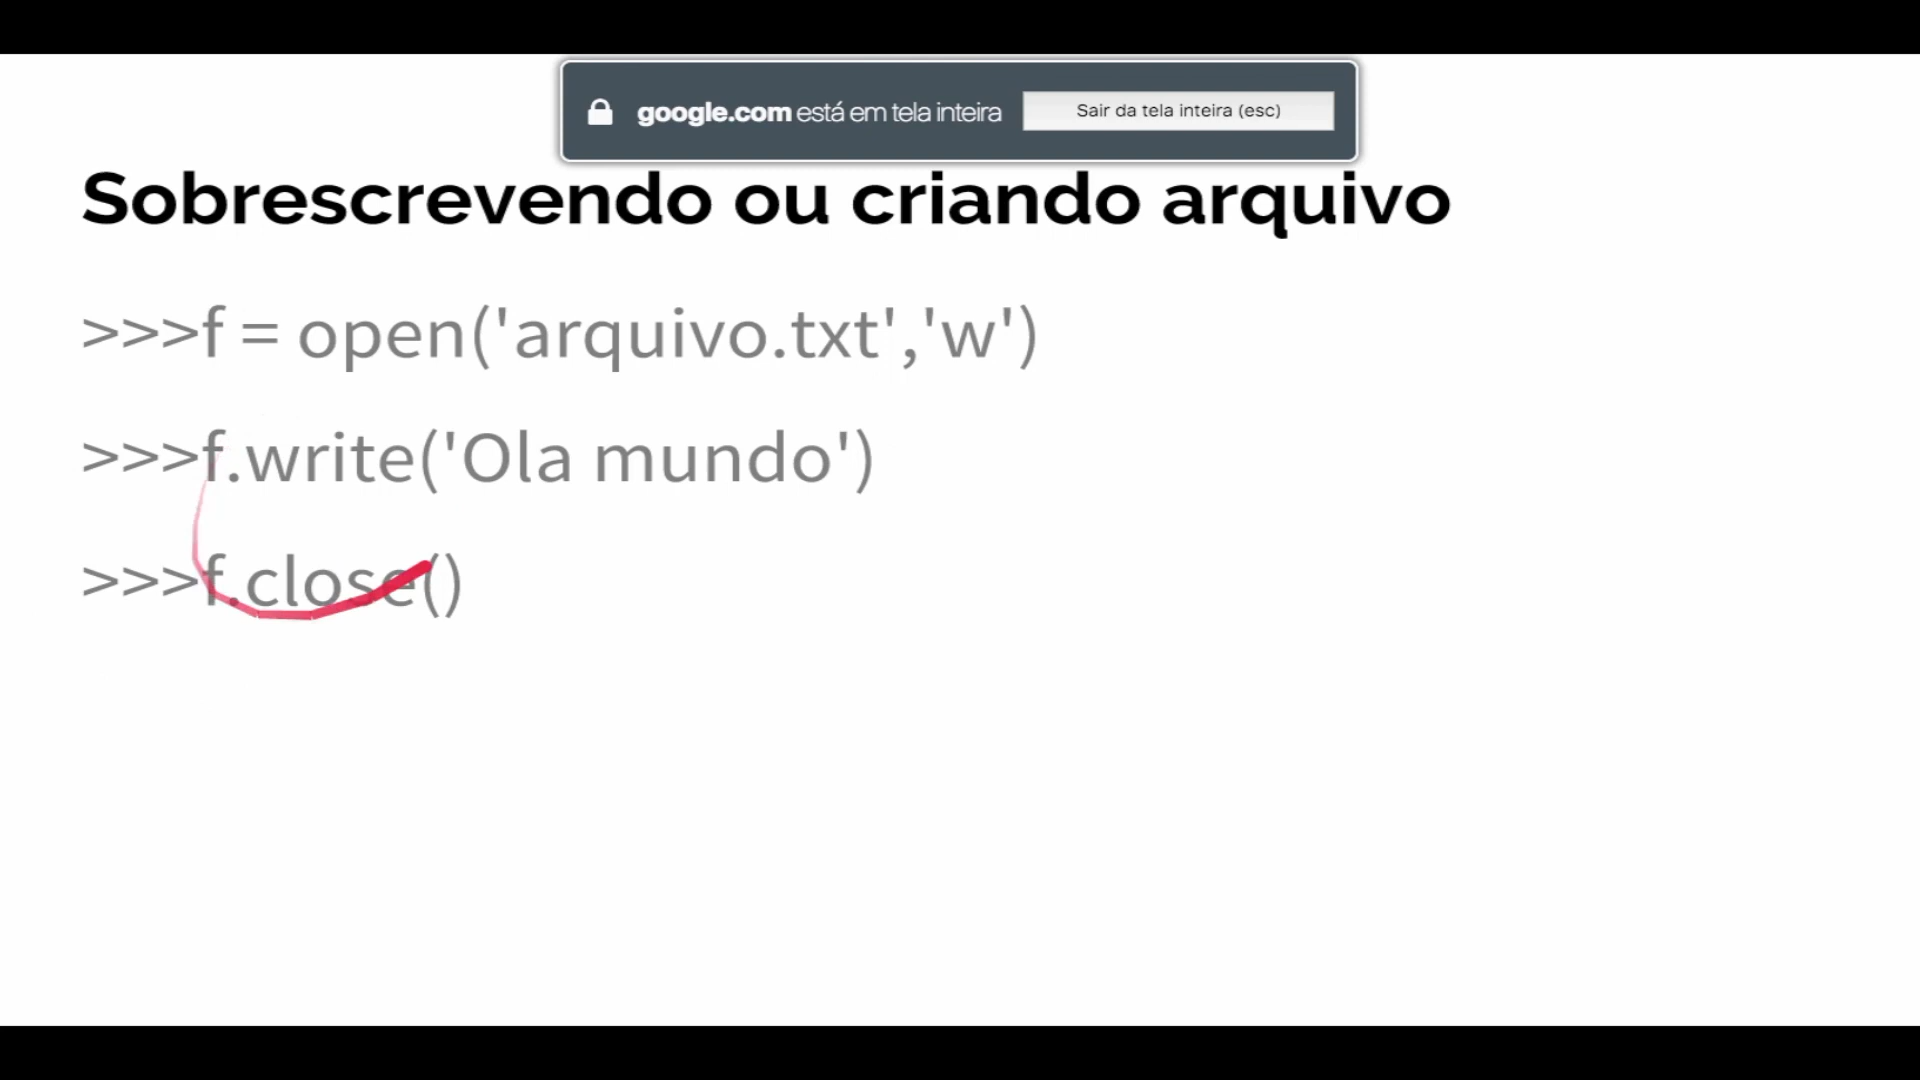 google.com está em tela inteira
Sair da tela inteira (esc)
Sobrescrevendo ou criando arquivo
>>>f = open('arquivo.txt','w')
>>>f.write('Ola mundo')
>>>f.close()